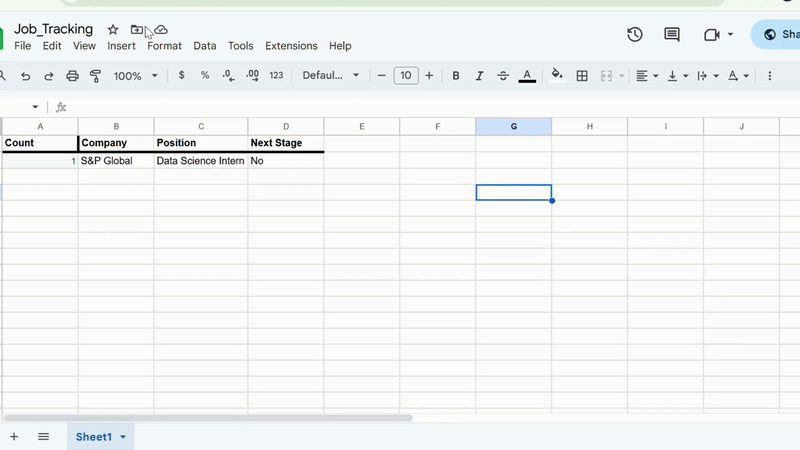 Job_Tracking
File Edit View Insert Format Data Tools Extensions Help
100% $ % .0 .00 123 Defaul... 10 B I A
fx
A B C D E F G H I J
Count Company Position Next Stage
1 S&P Global Data Science Intern No
Sheet1